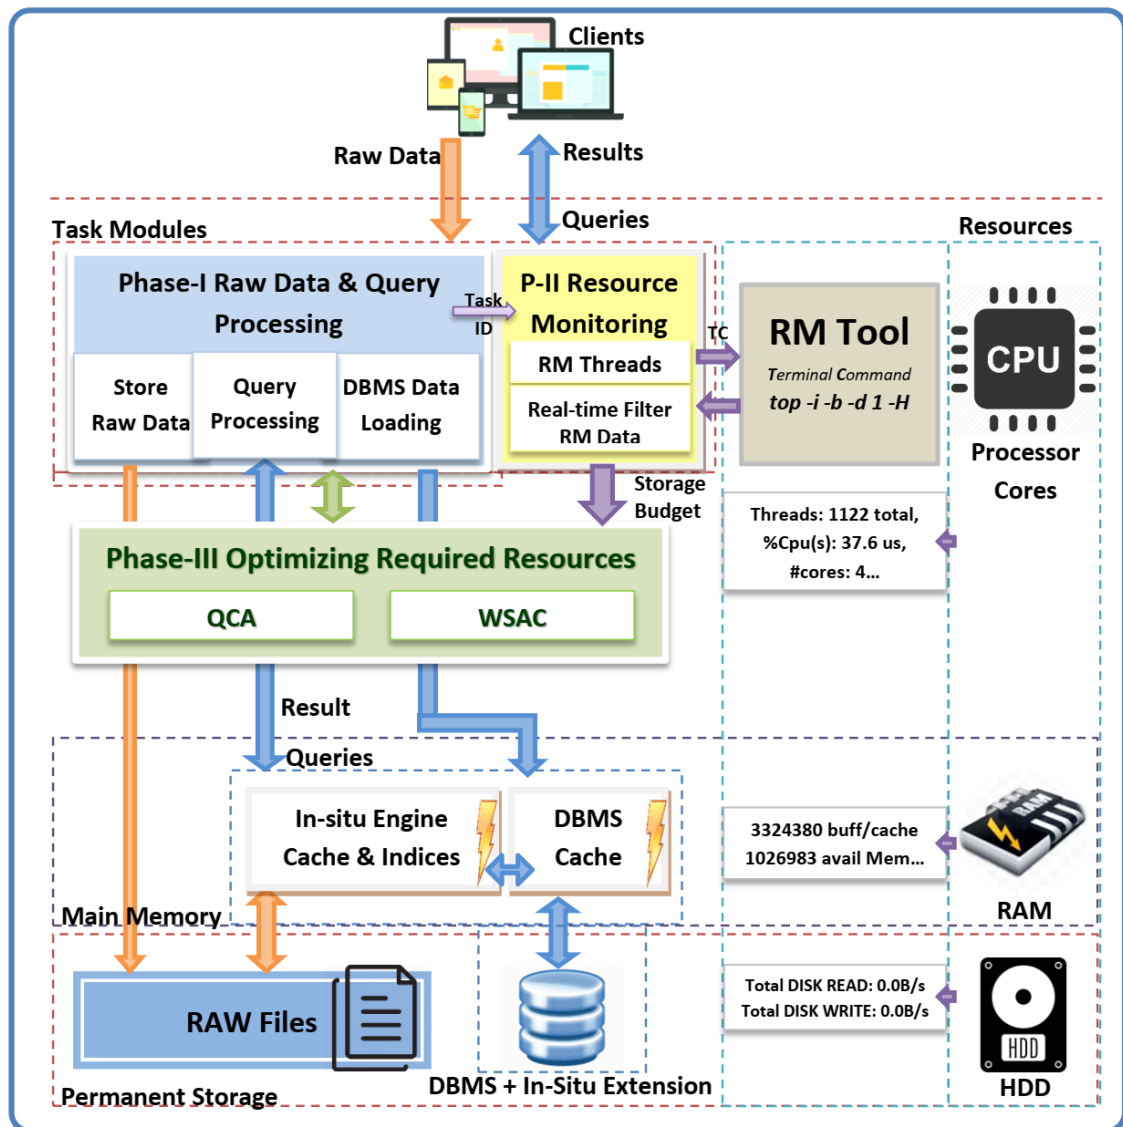 Clients
Raw Data
Results
Queries
Task Modules
Resources
Phase-I Raw Data & Query
Processing
Task
ID
P-II Resource
Monitoring
TC
RM Tool
Terminal Command
top -i -b -d 1 -H
CPU
Processor
Cores
Store
Raw Data
Query
Processing
DBMS Data
Loading
RM Threads
Real-time Filter
RM Data
Storage
Budget
Threads: 1122 total,
%Cpu(s): 37.6 us,
#cores: 4...
Phase-III Optimizing Required Resources
QCA
WSAC
Result
Queries
In-situ Engine
Cache & Indices
DBMS
Cache
3324380 buff/cache
1026983 avail Mem...
RAM
RAM
Main Memory
RAW Files
DBMS + In-Situ Extension
Total DISK READ: 0.0B/s
Total DISK WRITE: 0.0B/s
HDD
HDD
Permanent Storage